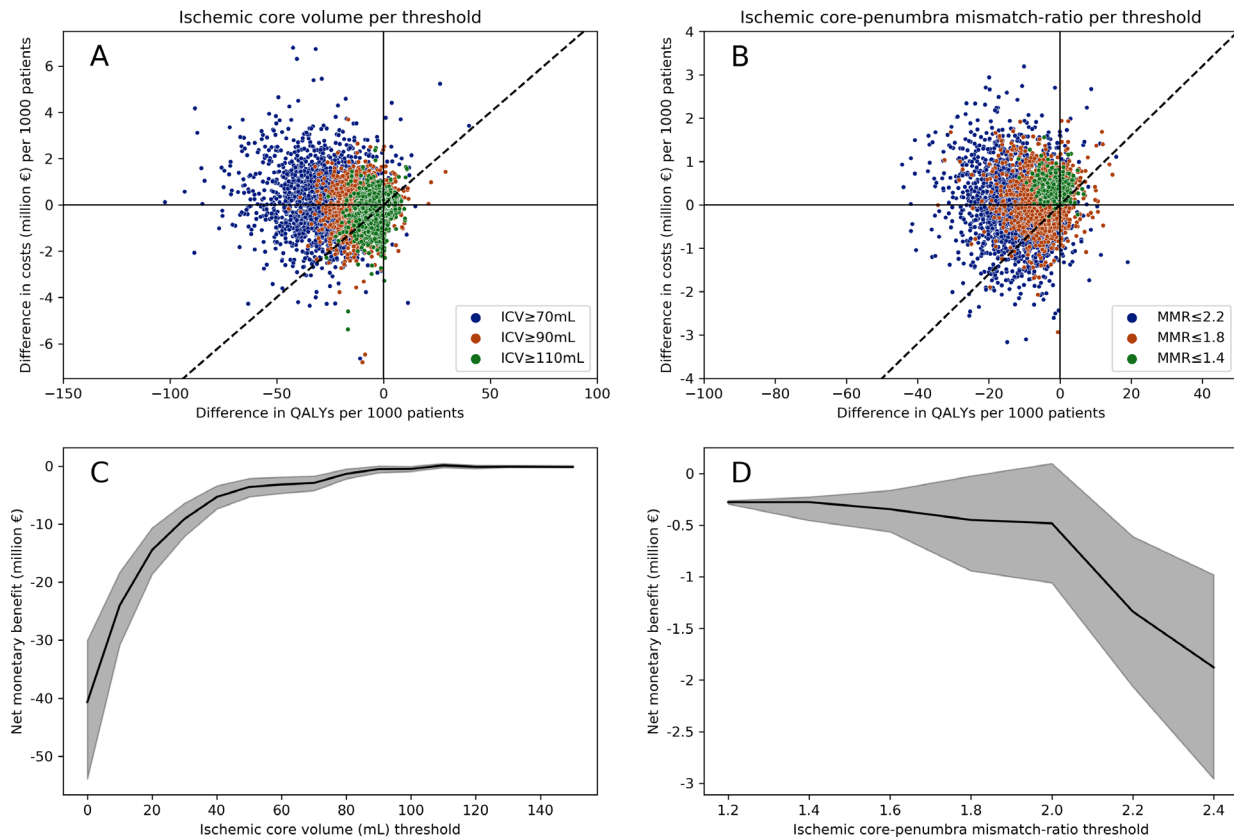 Ischemic core volume per threshold
A
Difference in costs (million €) per 1000 patients
6
4
2
0
−2
−4
−6
−150
−100
−50
0
50
100
Difference in QALYs per 1000 patients
ICV≥70mL
ICV≥90mL
ICV≥110mL
Ischemic core-penumbra mismatch-ratio per threshold
B
Difference in costs (million €) per 1000 patients
4
3
2
1
0
−1
−2
−3
−4
−100
−80
−60
−40
−20
0
20
40
Difference in QALYs per 1000 patients
MMR≤2.2
MMR≤1.8
MMR≤1.4
C
Net monetary benefit (million €)
0
-10
-20
-30
-40
-50
0
20
40
60
80
100
120
140
Ischemic core volume (mL) threshold
D
Net monetary benefit (million €)
0
-0.5
-1
-1.5
-2
-2.5
-3
1.2
1.4
1.6
1.8
2.0
2.2
2.4
Ischemic core-penumbra mismatch-ratio threshold